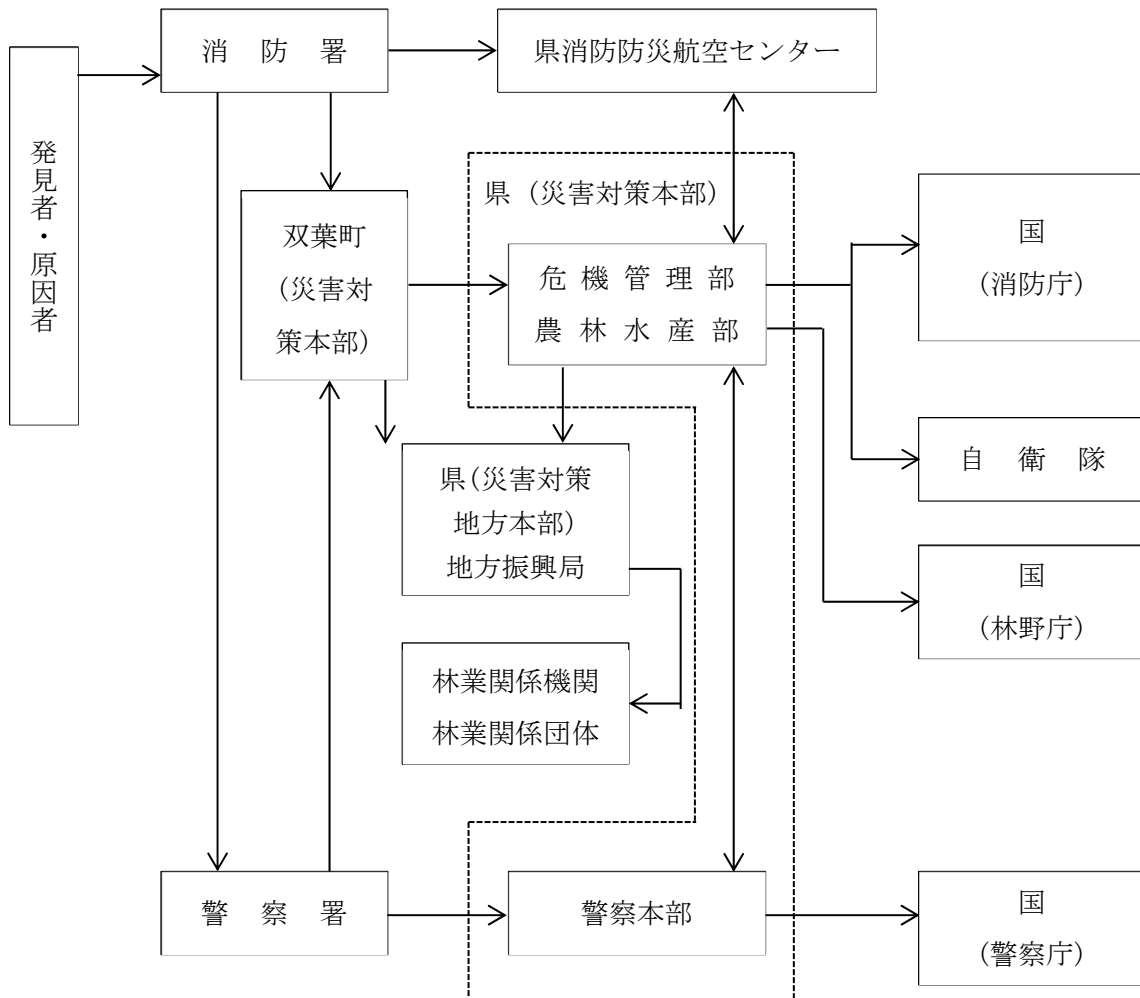 発見者・原因者
消防署
県消防防災航空センター
県（災害対策本部）
双葉町
（災害対
策本部）
危機管理部
農林水産部
国
（消防庁）
自衛隊
県（災害対策
地方本部）
地方振興局
国
（林野庁）
林業関係機関
林業関係団体
警察署
警察本部
国
（警察庁）